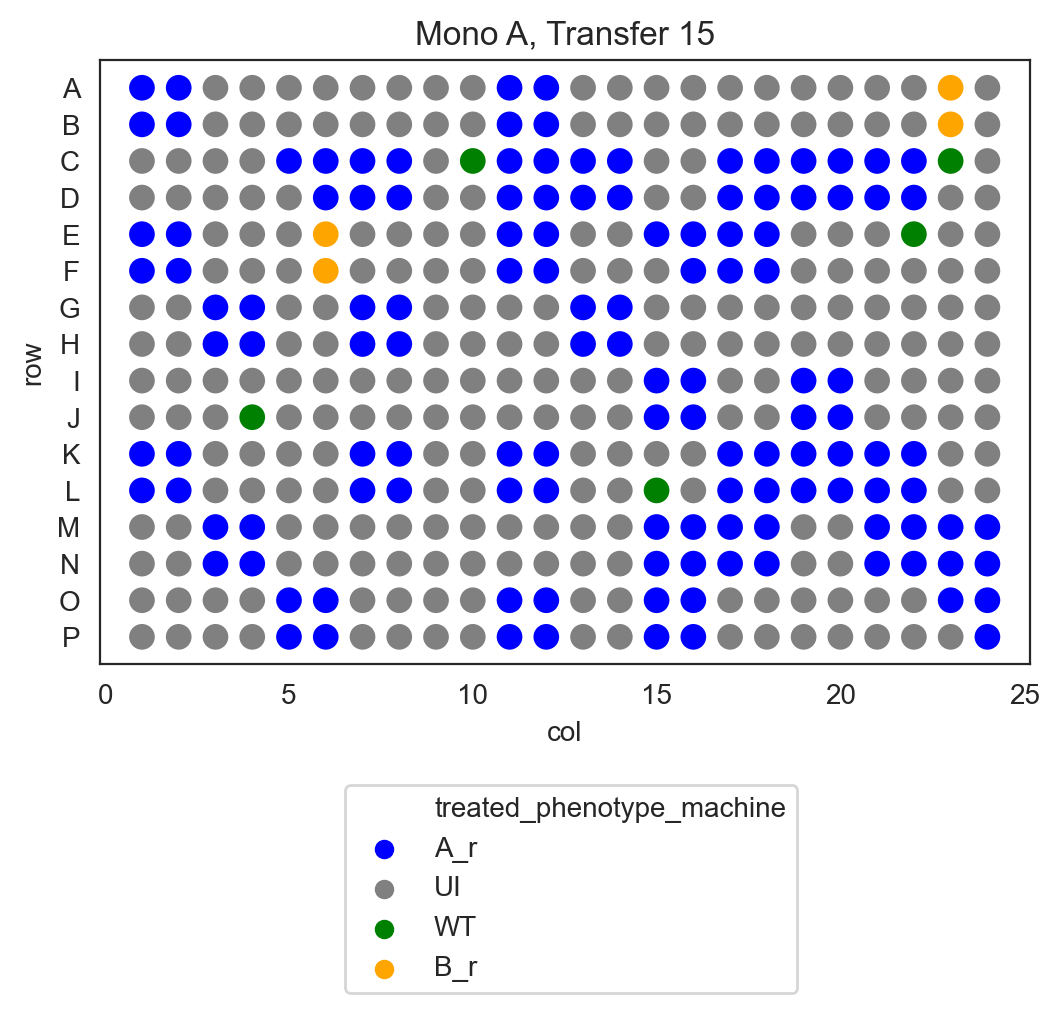 Mono A, Transfer 15
row
A
B
C
D
E
F
G
H
I
J
K
L
M
N
O
P
0 5 10 15 20 25
col
treated_phenotype_machine
A_r
UI
WT
B_r